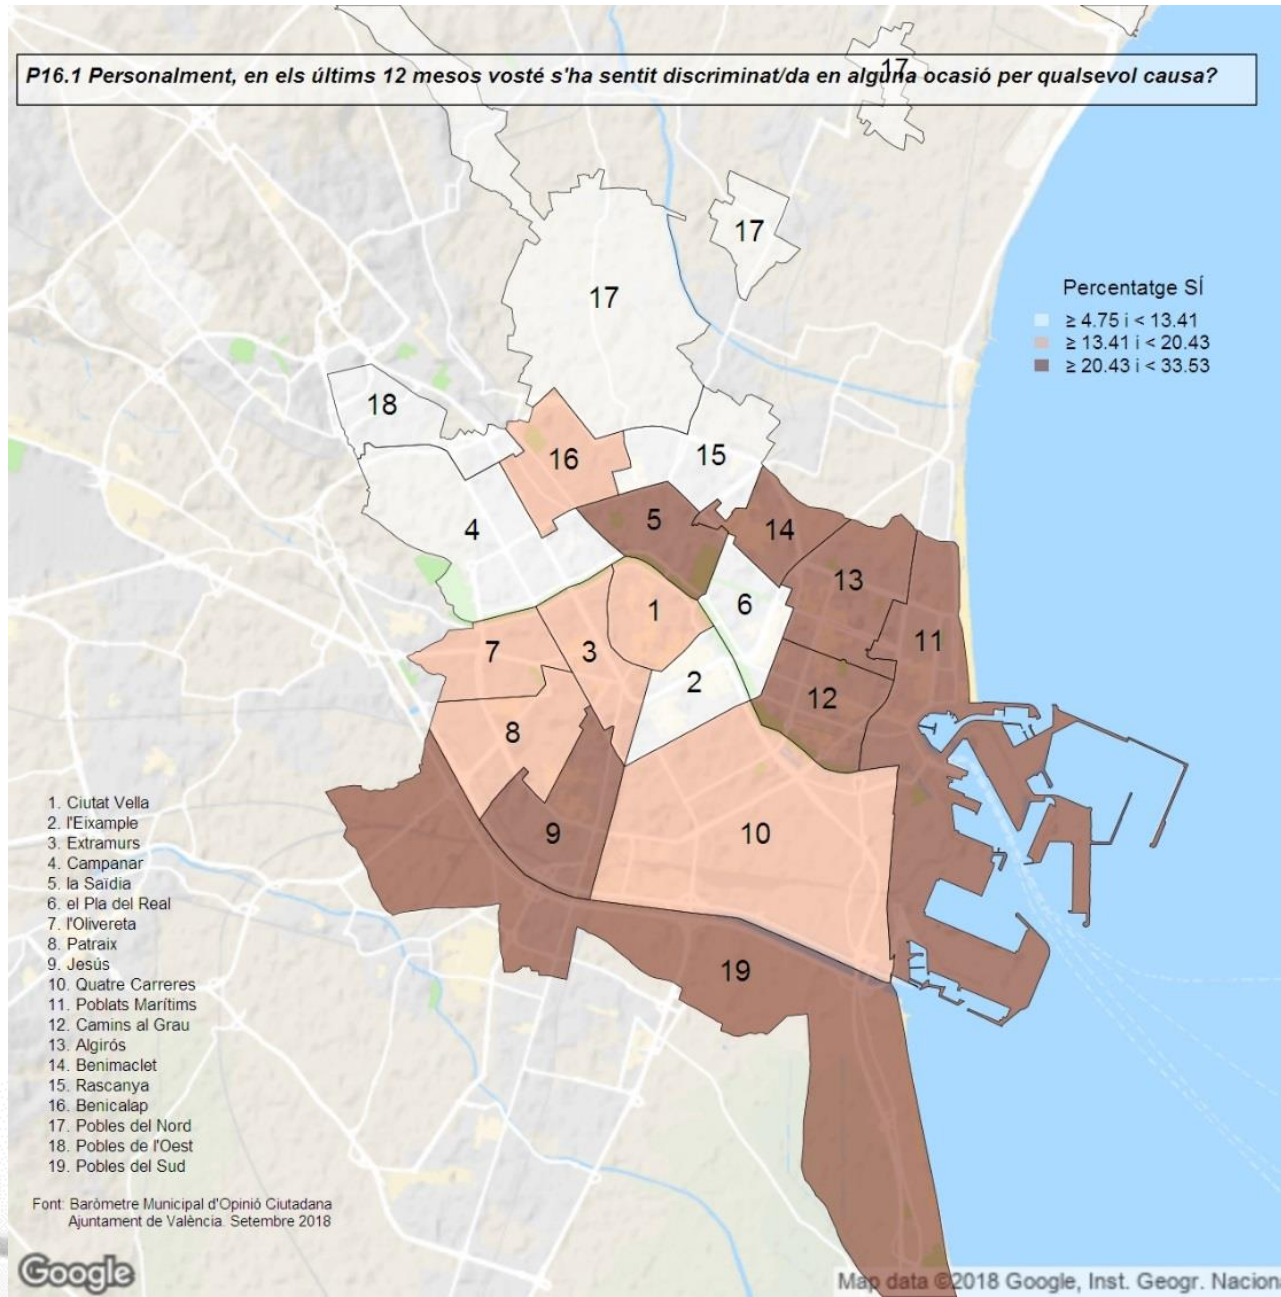 P16.1 Personalment, en els últims 12 mesos vosté s'ha sentit discriminat/da en alguna ocasió per qualsevol causa?
17
17
17
Percentatge SÍ
≥ 4.75 i < 13.41
≥ 13.41 i < 20.43
≥ 20.43 i < 33.53
18
16
15
4
5
14
13
6
1
11
7
3
2
12
8
9
10
19
1. Ciutat Vella
2. l'Eixample
3. Extramurs
4. Campanar
5. la Saïdia
6. el Pla del Real
7. l'Olivereta
8. Patraix
9. Jesús
10. Quatre Carreres
11. Poblats Marítims
12. Camins al Grau
13. Algirós
14. Benimaclet
15. Rascanya
16. Benicalap
17. Pobles del Nord
18. Pobles de l'Oest
19. Pobles del Sud
Font: Baròmetre Municipal d'Opinió Ciutadana
Ajuntament de València. Setembre 2018
Google
Map data ©2018 Google, Inst. Geogr. Naciona